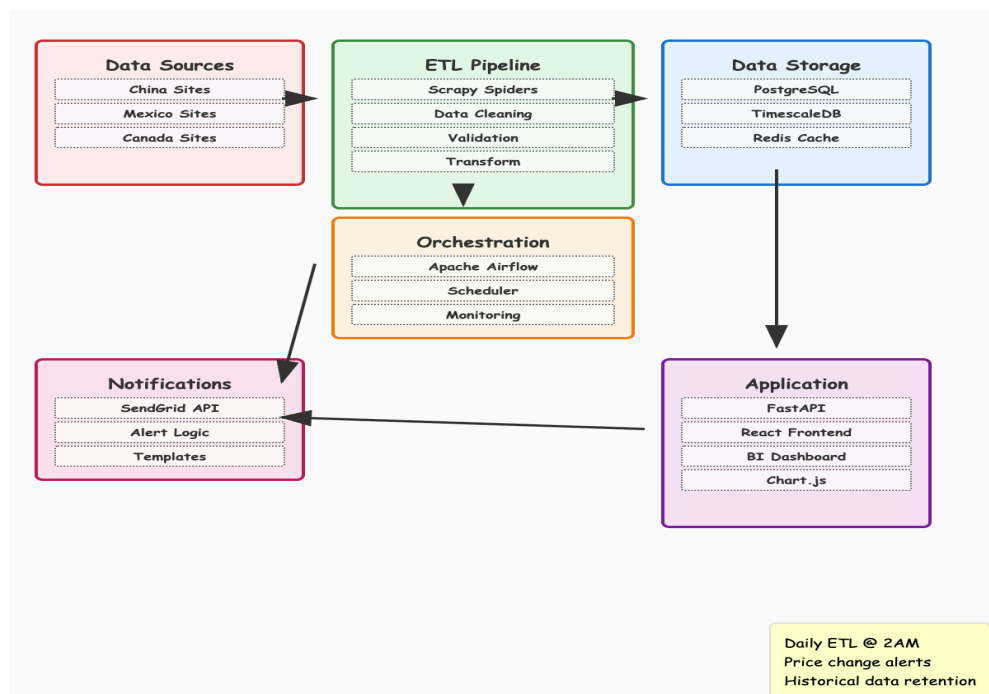 Data Sources
China Sites
Mexico Sites
Canada Sites
ETL Pipeline
Scrapy Spiders
Data Cleaning
Validation
Transform
Data Storage
PostgreSQL
TimescaleDB
Redis Cache
Orchestration
Apache Airflow
Scheduler
Monitoring
Notifications
SendGrid API
Alert Logic
Templates
Application
FastAPI
React Frontend
BI Dashboard
Chart.js
Daily ETL @ 2AM
Price change alerts
Historical data retention